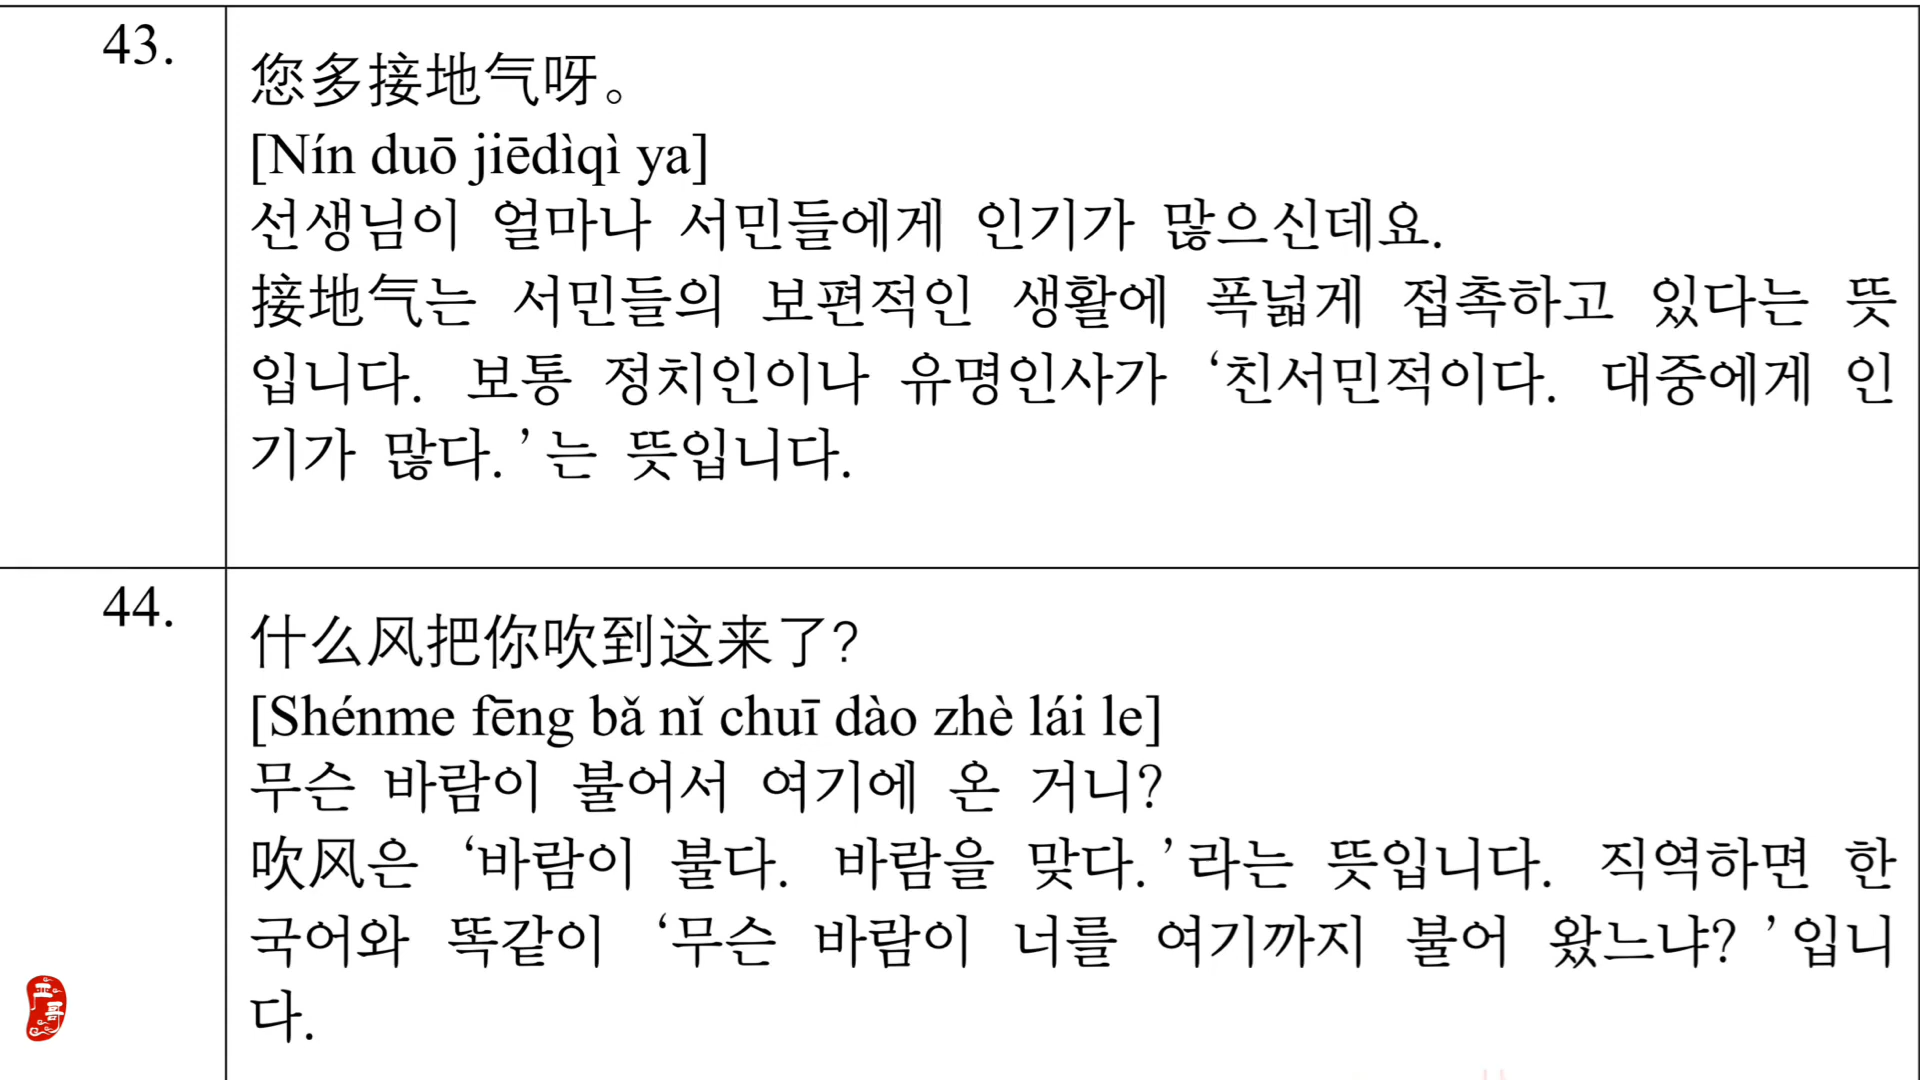 43.
您多接地气呀。
[Nín duō jiēdìqì ya]
선생님이 얼마나 서민들에게 인기가 많으신데요.
接地气는 서민들의 보편적인 생활에 폭넓게 접촉하고 있다는 뜻
입니다. 보통 정치인이나 유명인사가 ‘친서민적이다. 대중에게 인
기가 많다.’는 뜻입니다.
44.
什么风把你吹到这来了?
[Shénme fēng bǎ nǐ chuī dào zhè lái le]
무슨 바람이 불어서 여기에 온 거니?
吹风은 ‘바람이 불다. 바람을 맞다.’라는 뜻입니다. 직역하면 한
국어와 똑같이 ‘무슨 바람이 너를 여기까지 불어 왔느냐? ’입니
다.